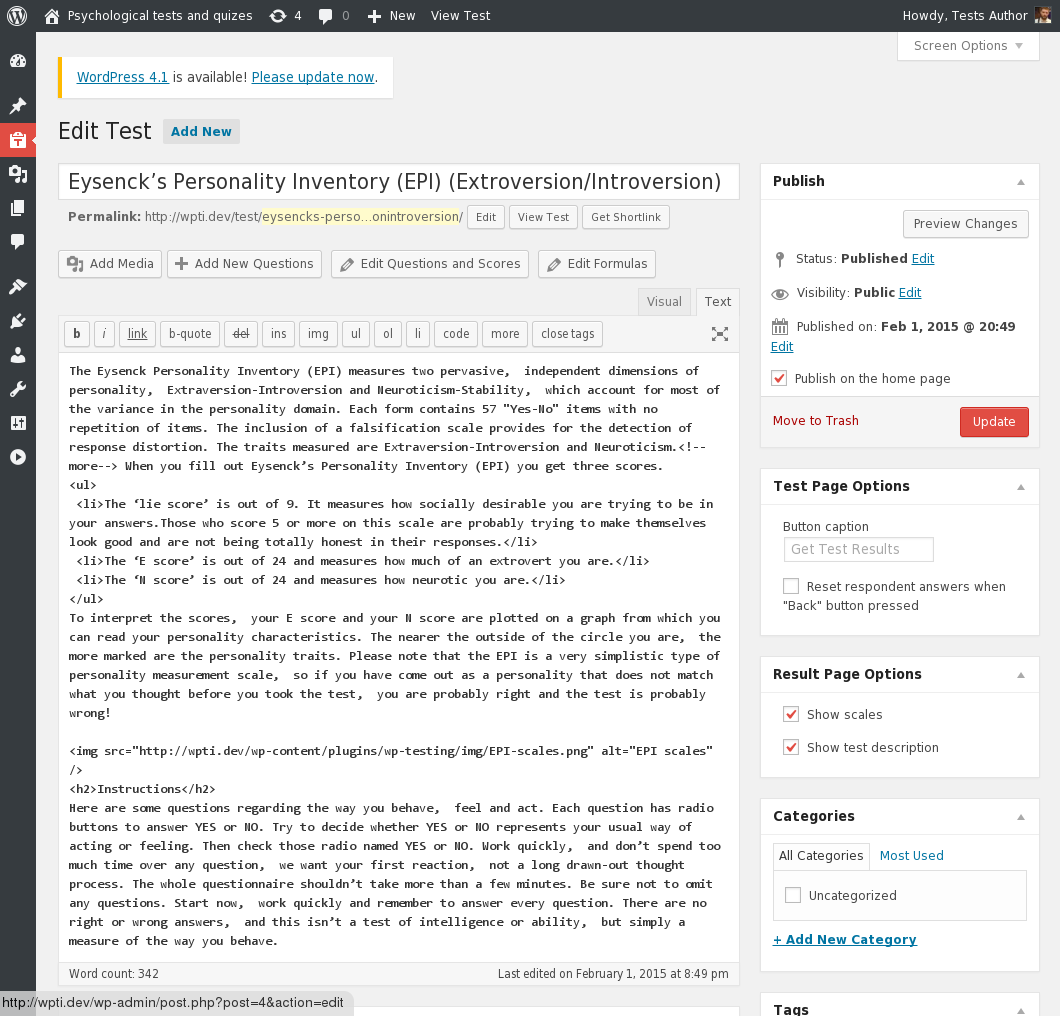 Psychological tests and quizes 4 0 New View Test Howdy, Tests Author
Screen Options
WordPress 4.1 is available! Please update now.
Edit Test Add New
Eysenck’s Personality Inventory (EPI) (Extroversion/Introversion)
Permalink: http://wpti.dev/test/eysencks-perso…onintroversion/ Edit View Test Get Shortlink
Add Media Add New Questions Edit Questions and Scores Edit Formulas
Visual Text
b i link b-quote del ins img ul ol li code more close tags
The Eysenck Personality Inventory (EPI) measures two pervasive,  independent dimensions of
personality,  Extraversion-Introversion and Neuroticism-Stability,  which account for most of
the variance in the personality domain. Each form contains 57 "Yes-No" items with no
repetition of items. The inclusion of a falsification scale provides for the detection of
response distortion. The traits measured are Extraversion-Introversion and Neuroticism.<!--
more--> When you fill out Eysenck’s Personality Inventory (EPI) you get three scores.
<ul>
 <li>The ‘lie score’ is out of 9. It measures how socially desirable you are trying to be in
your answers.Those who score 5 or more on this scale are probably trying to make themselves
look good and are not being totally honest in their responses.</li>
 <li>The ‘E score’ is out of 24 and measures how much of an extrovert you are.</li>
 <li>The ‘N score’ is out of 24 and measures how neurotic you are.</li>
</ul>
To interpret the scores,  your E score and your N score are plotted on a graph from which you
can read your personality characteristics. The nearer the outside of the circle you are,  the
more marked are the personality traits. Please note that the EPI is a very simplistic type of
personality measurement scale,  so if you have come out as a personality that does not match
what you thought before you took the test,  you are probably right and the test is probably
wrong!
<img src="http://wpti.dev/wp-content/plugins/wp-testing/img/EPI-scales.png" alt="EPI scales"
/>
<h2>Instructions</h2>
Here are some questions regarding the way you behave,  feel and act. Each question has radio
buttons to answer YES or NO. Try to decide whether YES or NO represents your usual way of
acting or feeling. Then check those radio named YES or NO. Work quickly,  and don’t spend too
much time over any question,  we want your first reaction,  not a long drawn-out thought
process. The whole questionnaire shouldn’t take more than a few minutes. Be sure not to omit
any questions. Start now,  work quickly and remember to answer every question. There are no
right or wrong answers,  and this isn’t a test of intelligence or ability,  but simply a
measure of the way you behave.
Word count: 342 Last edited on February 1, 2015 at 8:49 pm
http://wpti.dev/wp-admin/post.php?post=4&action=edit
Publish
Preview Changes
Status: Published Edit
Visibility: Public Edit
Published on: Feb 1, 2015 @ 20:49
Edit
Publish on the home page
Move to Trash Update
Test Page Options
Button caption
Get Test Results
Reset respondent answers when
"Back" button pressed
Result Page Options
Show scales
Show test description
Categories
All Categories Most Used
Uncategorized
+ Add New Category
Tags